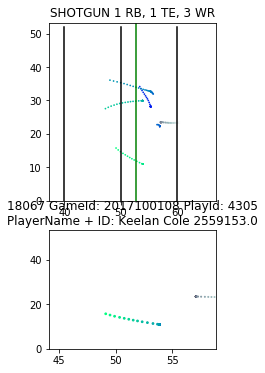 SHOTGUN 1 RB, 1 TE, 3 WR
50
40
30
20
10
0
40 50 60
18067 GameId: 2017100108 PlayId: 4305
PlayerName + ID: Keelan Cole 2559153.0
40
20
0
45 50 55